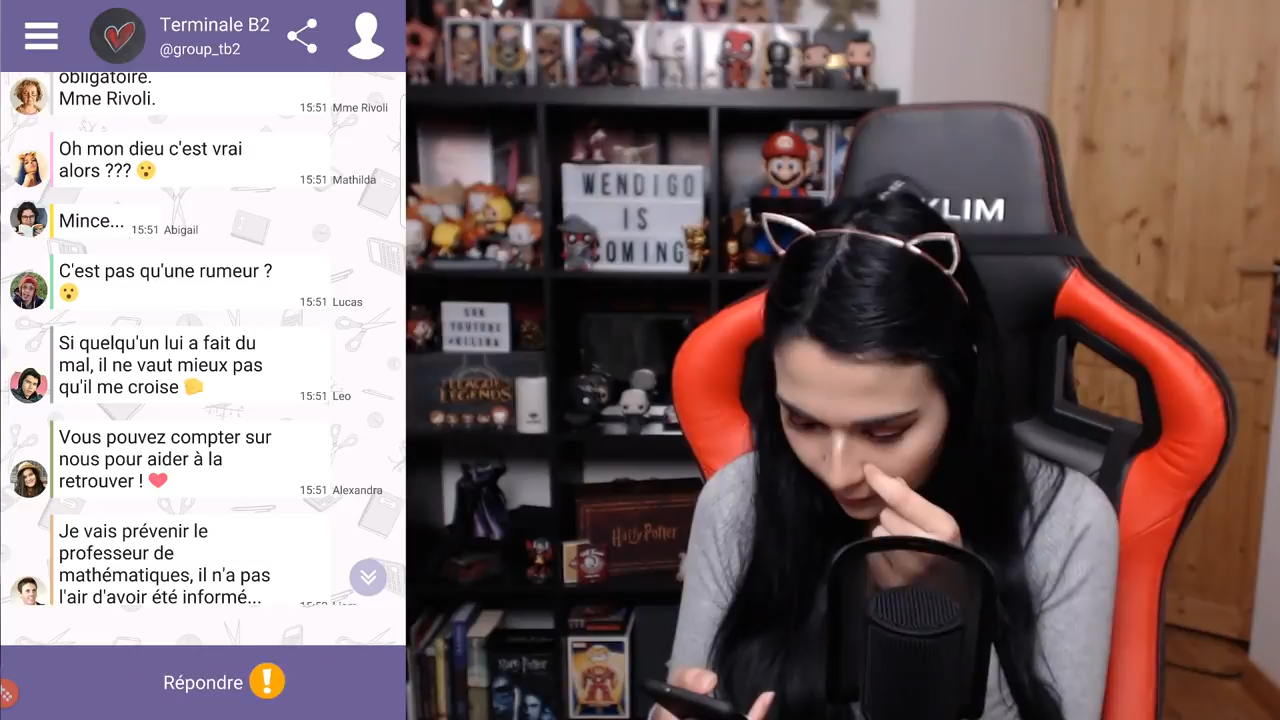 Terminale B2
@group_tb2
obligatoire.
Mme Rivoli.
15:51 Mme Rivoli
Oh mon dieu c'est vrai
alors ???
15:51 Mathilda
Mince...
15:51 Abigail
C'est pas qu'une rumeur ?
15:51 Lucas
Si quelqu'un lui a fait du
mal, il ne vaut mieux pas
qu'il me croise
15:51 Leo
Vous pouvez compter sur
nous pour aider à la
retrouver !
15:51 Alexandra
Je vais prévenir le
professeur de
mathématiques, il n'a pas
l'air d'avoir été informé...
Répondre
WENDIGO
IS
COMING
KLIM
SUR
YOUTUBE
LEAGUE
LEGENDS
Harry Potter
Harry Potter